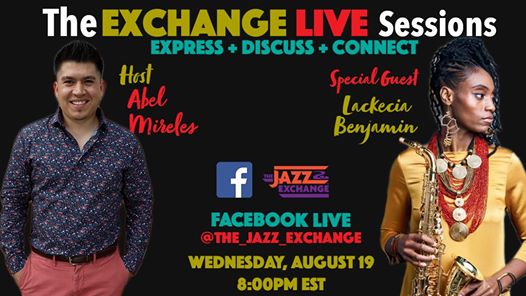 The EXCHANGE LIVE Sessions
EXPRESS + DISCUSS + CONNECT
Host
Abel
Mireles
Special Guest
Lackecia
Benjamin
f
THE JAZZ
EXCHANGE
FACEBOOK LIVE
@THE_JAZZ_EXCHANGE
WEDNESDAY, AUGUST 19
8:00PM EST